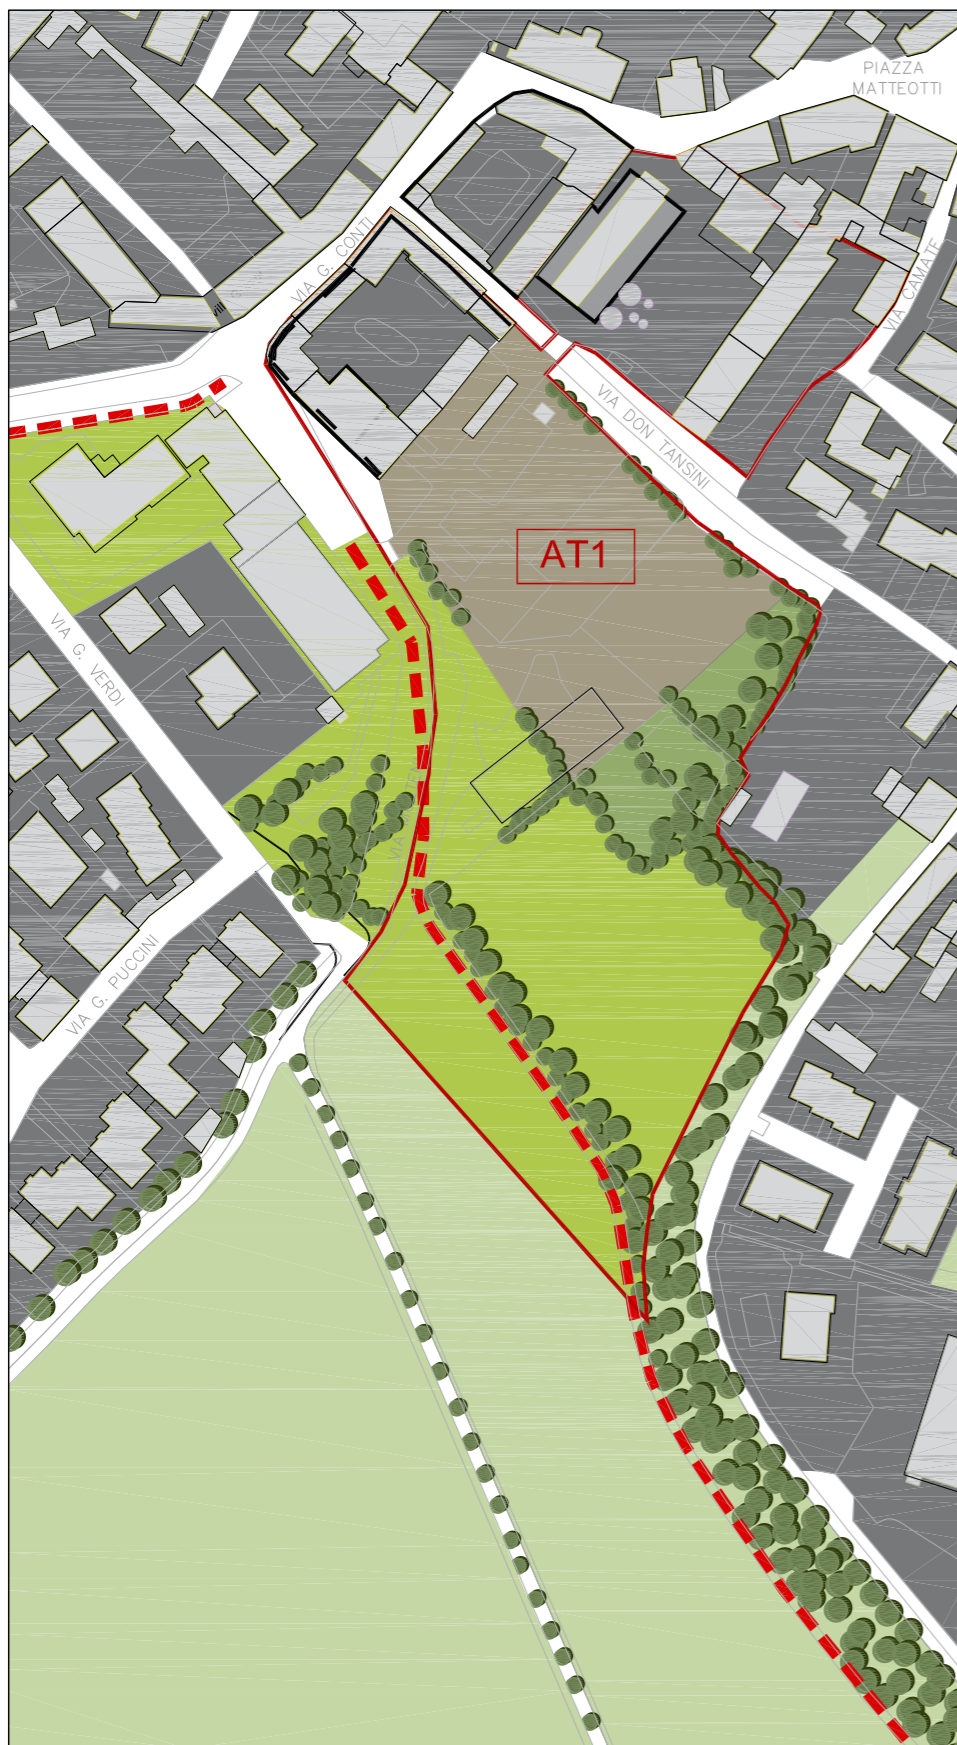 PIAZZA
MATTEOTTI
VIA G. CONTI
VIA CAMATE
VIA DON TANSINI
AT1
VIA G. VERDI
VIA G. PUCCINI